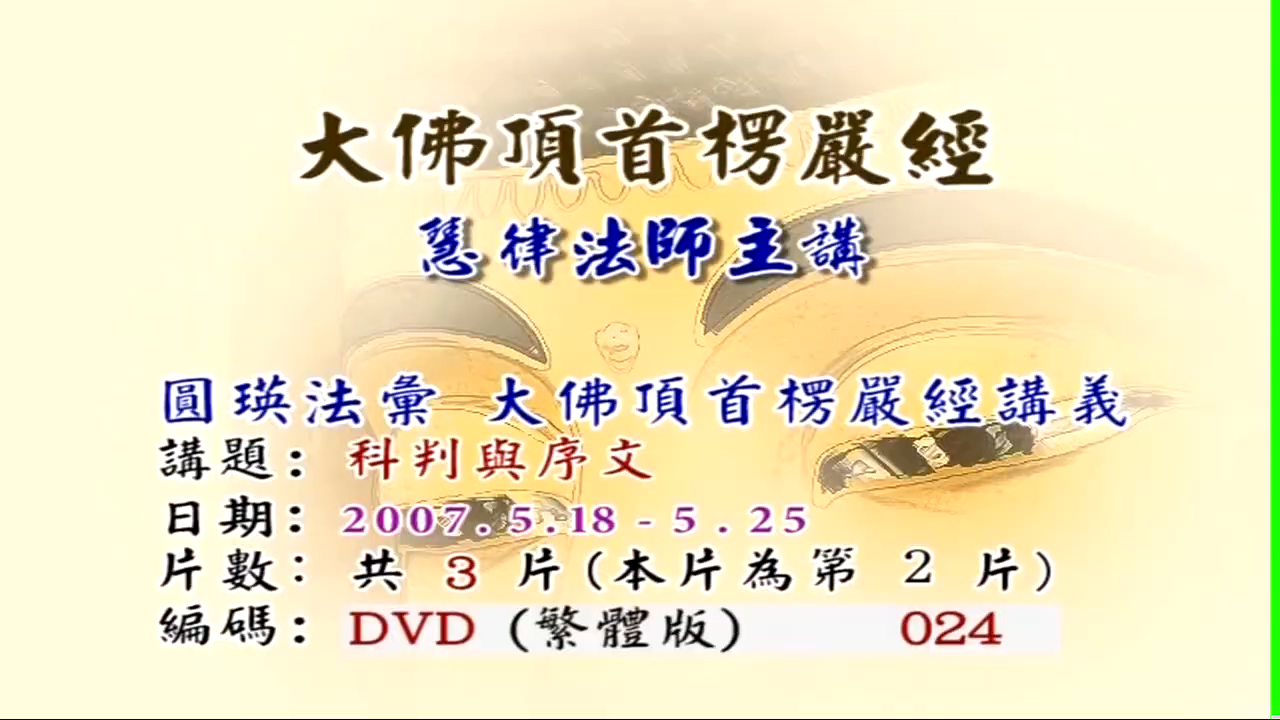 大佛頂首楞嚴經
慧律法師主講
圓瑛法彙 大佛頂首楞嚴經講義
講題：科判與序文
日期：2007.5.18-5.25
片數：共 3 片(本片為第 2 片)
編碼：DVD (繁體版) 024